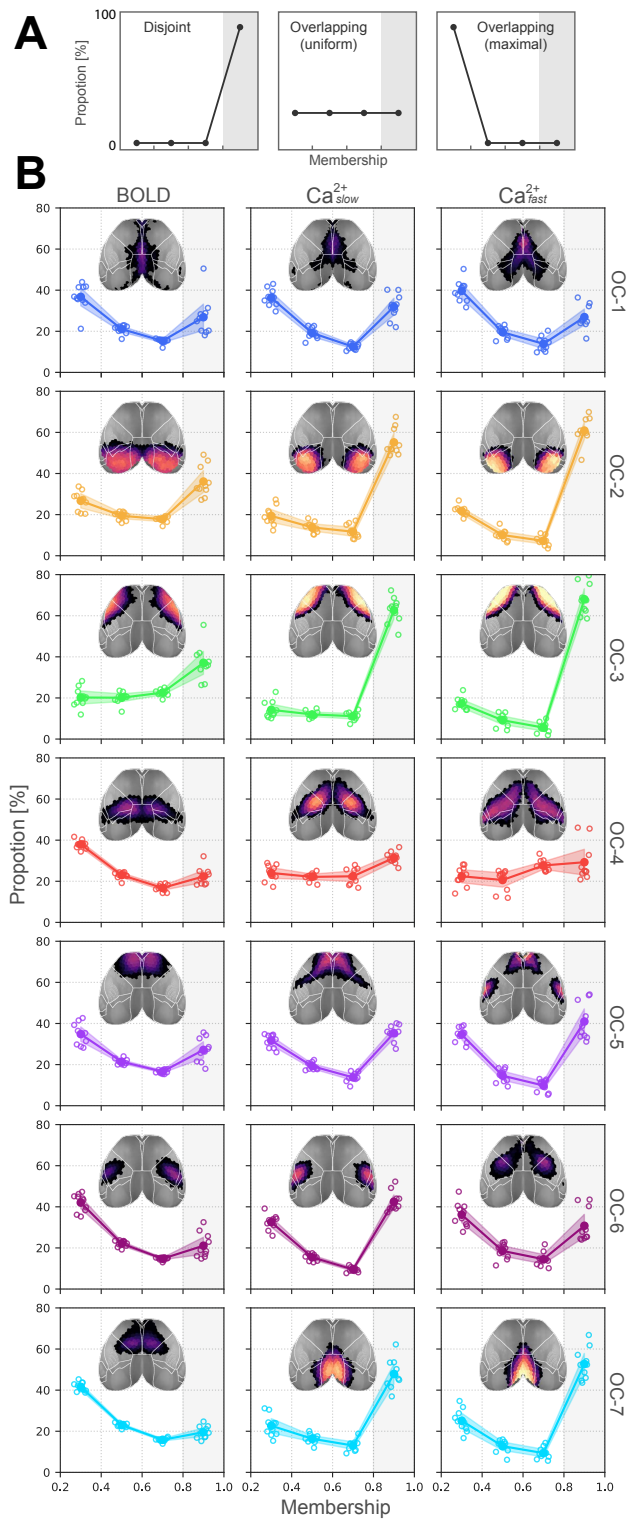 A
Disjoint
Overlapping
(uniform)
Overlapping
(maximal)
100
0
Propotion [%]
Membership
B
BOLD
Ca2+ slow
Ca2+ fast
80
60
40
20
0
OC-1
80
60
40
20
0
OC-2
80
60
40
20
0
OC-3
80
60
40
20
0
OC-4
Propotion [%]
80
60
40
20
0
OC-5
80
60
40
20
0
OC-6
80
60
40
20
0
OC-7
0.2 0.4 0.6 0.8 1.0
0.2 0.4 0.6 0.8 1.0
0.2 0.4 0.6 0.8 1.0
Membership